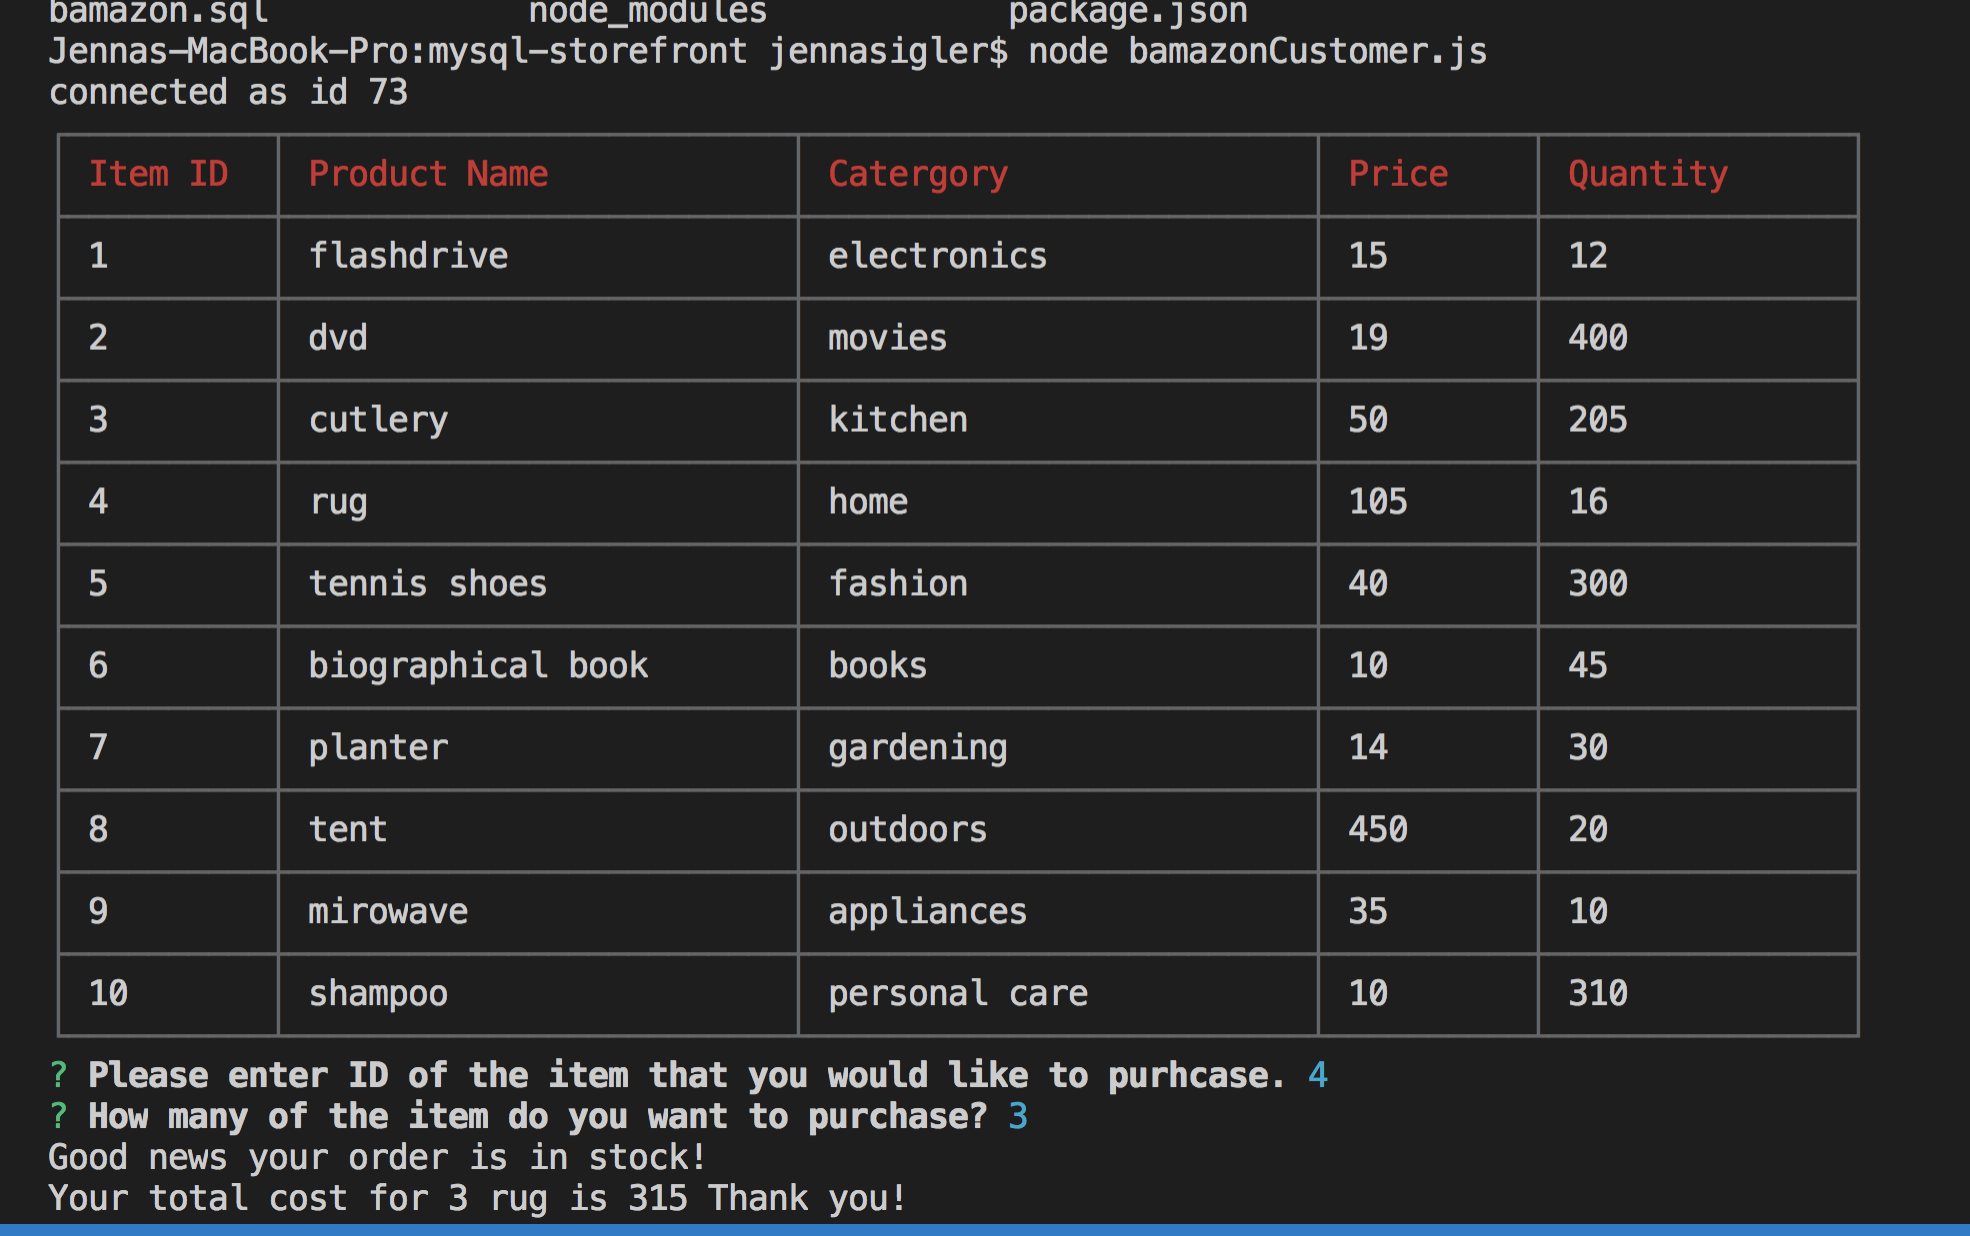 bamazon.sql node_modules package.json
Jennas-MacBook-Pro:mysql-storefront jennasigler$ node bamazonCustomer.js
connected as id 73
Item ID Product Name Catergory Price Quantity
1 flashdrive electronics 15 12
2 dvd movies 19 400
3 cutlery kitchen 50 205
4 rug home 105 16
5 tennis shoes fashion 40 300
6 biographical book books 10 45
7 planter gardening 14 30
8 tent outdoors 450 20
9 mirowave appliances 35 10
10 shampoo personal care 10 310
? Please enter ID of the item that you would like to purhcase. 4
? How many of the item do you want to purchase? 3
Good news your order is in stock!
Your total cost for 3 rug is 315 Thank you!